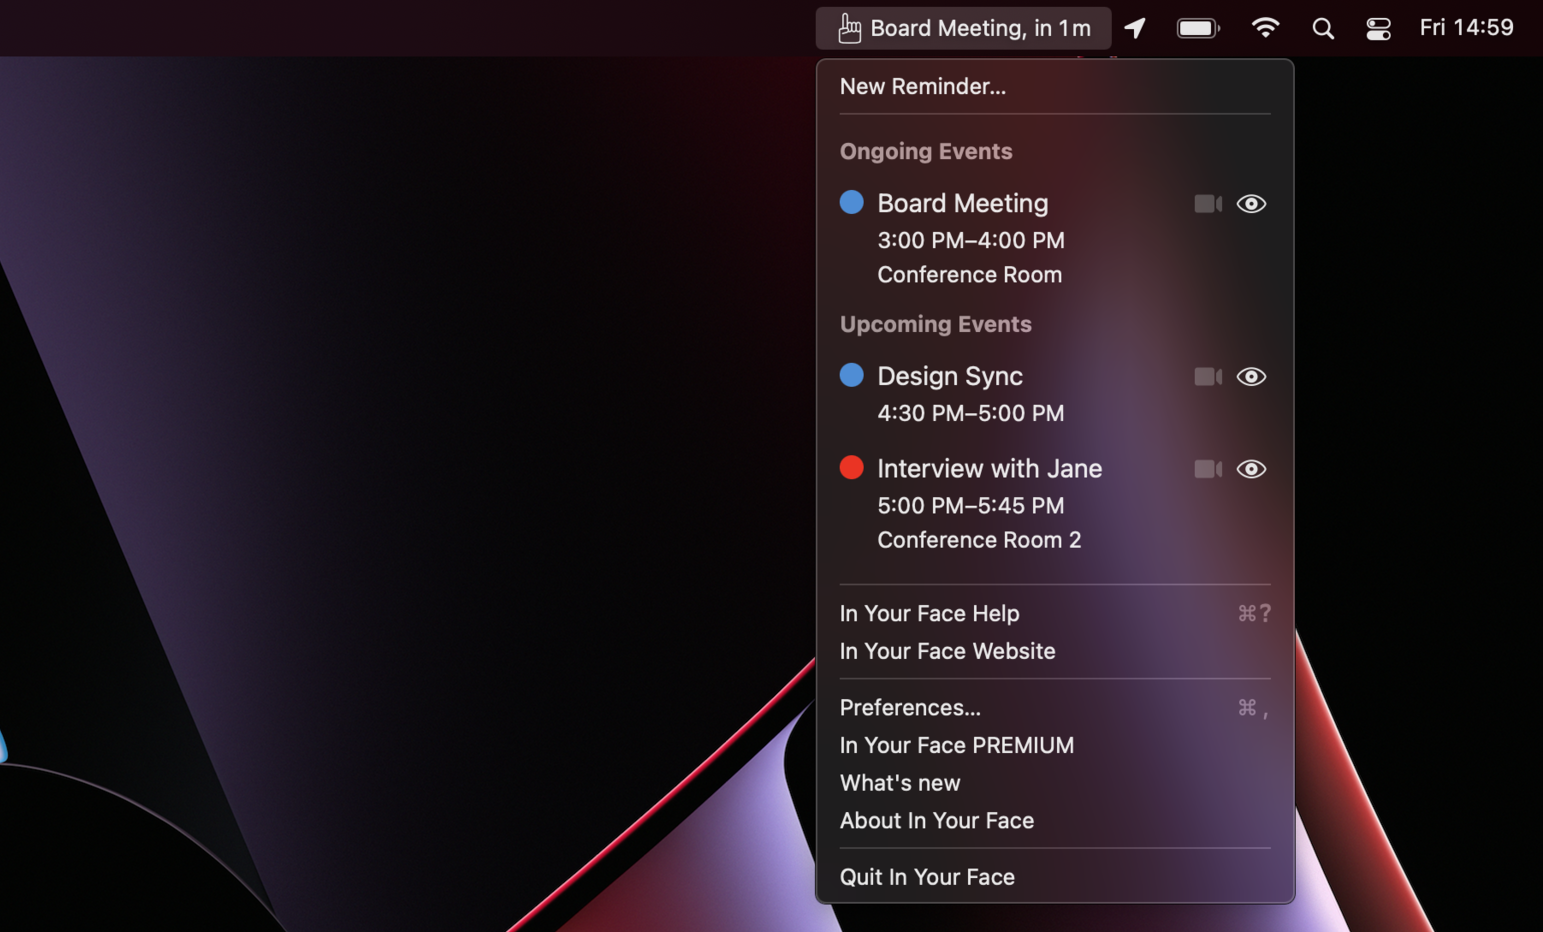 Board Meeting, in 1m
Fri 14:59
New Reminder...
Ongoing Events
Board Meeting
3:00 PM–4:00 PM
Conference Room
Upcoming Events
Design Sync
4:30 PM–5:00 PM
Interview with Jane
5:00 PM–5:45 PM
Conference Room 2
In Your Face Help ⌘?
In Your Face Website
Preferences... ⌘,
In Your Face PREMIUM
What's new
About In Your Face
Quit In Your Face